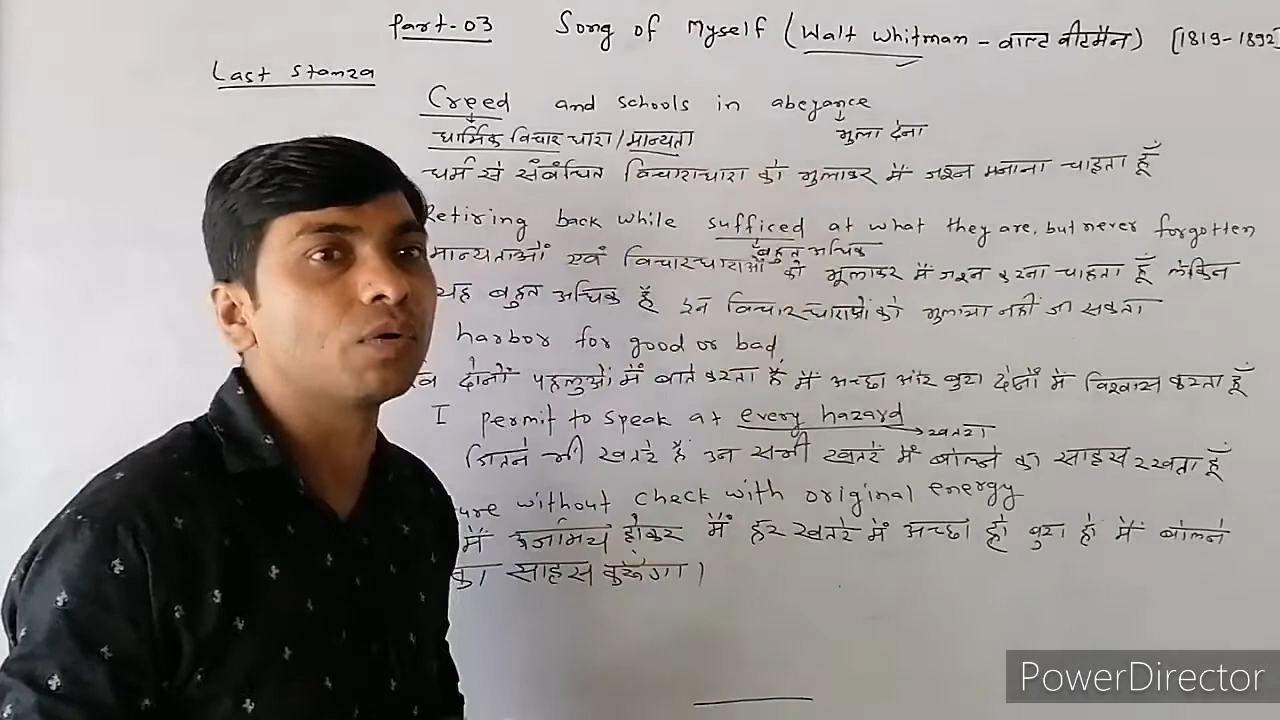 Part-03 Song of Myself (Walt Whitman - वाल्ट वीटमैन) [1819-1892]
Last Stanza
Creed and schools in abeyance
धार्मिक विचार धारा/मान्यता भुला देना
धर्म से संबंधित विचाराधारा को भुलाकर मैं जश्न मनाना चाहता हूँ
Retiring back while sufficed at what they are, but never forgotten
बहुत अधिक
मान्यताओं एवं विचारधाराओं को भूलाकर मैं जश्न करना चाहता हूँ लेकिन
यह बहुत अधिक है इन विचारधाराओं को भुलाया नहीं जा सकता
harbor for good or bad,
दोनों पहलुओं में बात करता हूँ मैं अच्छा और बुरा दोनों में विश्वास करता हूँ
I permit to speak at every hazard
खतरा
जितने भी खतरे हैं उन सभी खतरे में बोलने का साहस रखता हूँ
without check with original energy
में ऊर्जामय होकर मैं हर खतरे में अच्छा हो बुरा हो मैं बोलने
का साहस करूँगा।
PowerDirector